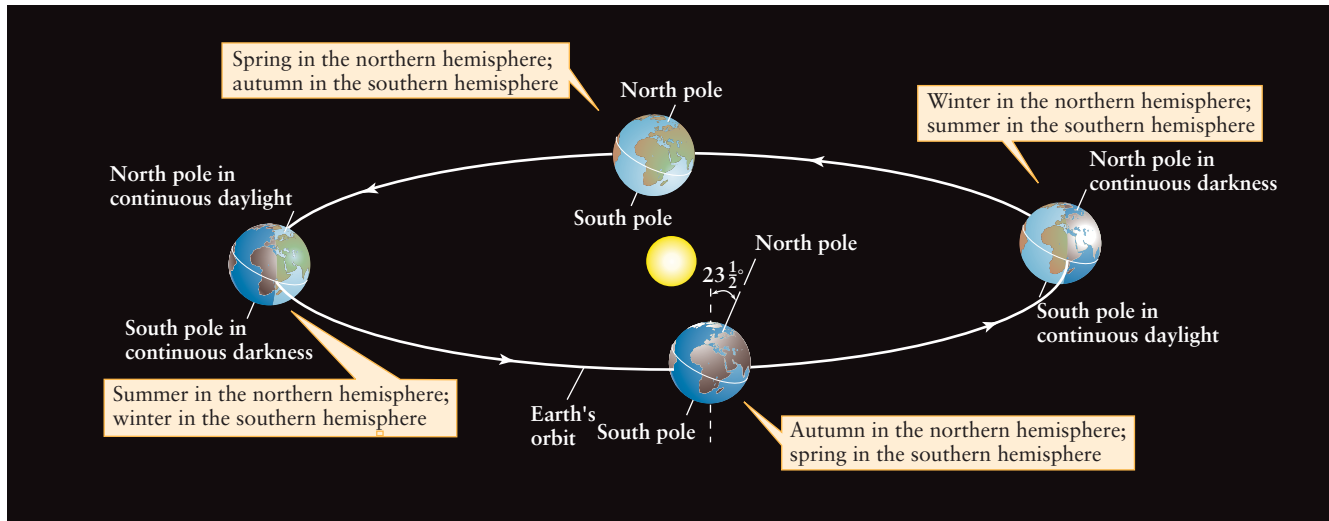 Spring in the northern hemisphere;
autumn in the southern hemisphere
North pole
Winter in the northern hemisphere;
summer in the southern hemisphere
North pole in
continuous daylight
North pole in
continuous darkness
South pole
North pole
23 1/2°
South pole in
continuous darkness
South pole in
continuous daylight
Summer in the northern hemisphere;
winter in the southern hemisphere
Earth's
orbit
South pole
Autumn in the northern hemisphere;
spring in the southern hemisphere